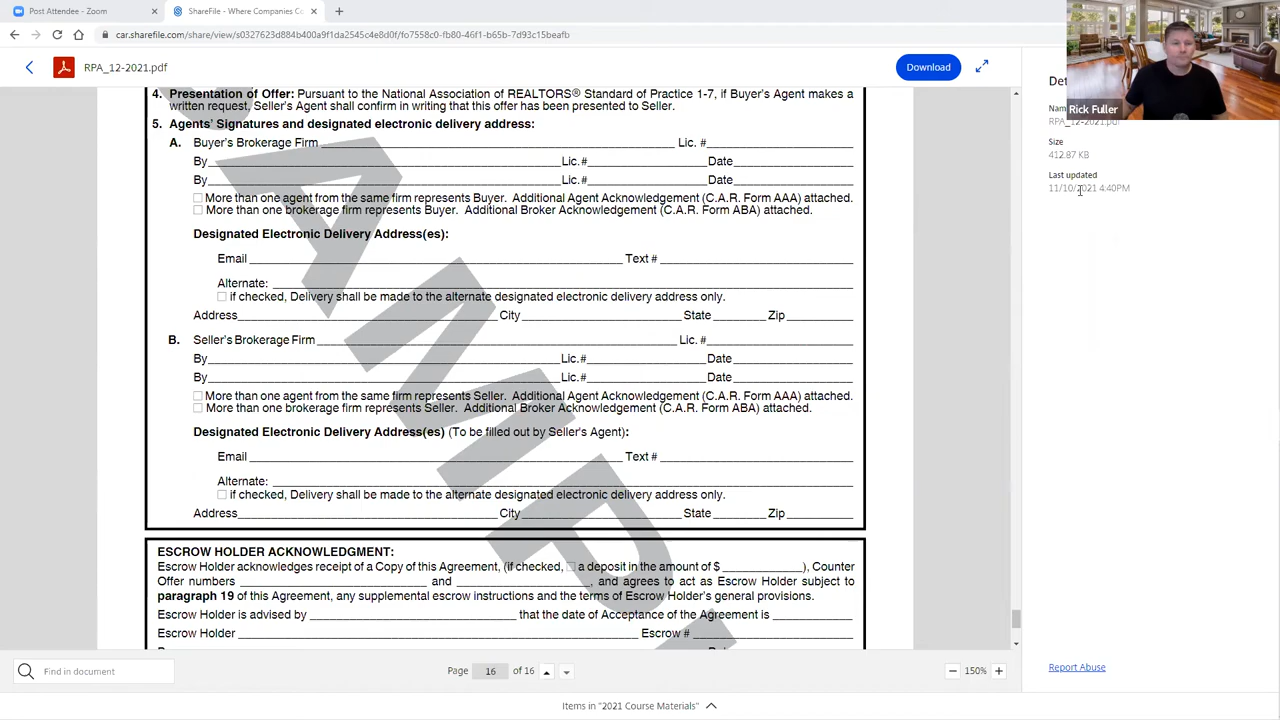 Post Attendee - Zoom
ShareFile - Where Companies Co
car.sharefile.com/share/view/s0327623d884b400a9f1da2545c4e8d0f/fo7558c0-fb80-46f1-b65b-7d93c15beafb
RPA_12-2021.pdf
Download
4. Presentation of Offer: Pursuant to the National Association of REALTORS® Standard of Practice 1-7, if Buyer's Agent makes a
written request, Seller's Agent shall confirm in writing that this offer has been presented to Seller.
5. Agents' Signatures and designated electronic delivery address:
A. Buyer's Brokerage Firm Lic. #
By Lic.# Date
By Lic.# Date
More than one agent from the same firm represents Buyer. Additional Agent Acknowledgement (C.A.R. Form AAA) attached.
More than one brokerage firm represents Buyer. Additional Broker Acknowledgement (C.A.R. Form ABA) attached.
Designated Electronic Delivery Address(es):
Email Text #
Alternate:
if checked, Delivery shall be made to the alternate designated electronic delivery address only.
Address City State Zip
B. Seller's Brokerage Firm Lic. #
By Lic.# Date
By Lic.# Date
More than one agent from the same firm represents Seller. Additional Agent Acknowledgement (C.A.R. Form AAA) attached.
More than one brokerage firm represents Seller. Additional Broker Acknowledgement (C.A.R. Form ABA) attached.
Designated Electronic Delivery Address(es) (To be filled out by Seller's Agent):
Email Text #
Alternate:
if checked, Delivery shall be made to the alternate designated electronic delivery address only.
Address City State Zip
ESCROW HOLDER ACKNOWLEDGMENT:
Escrow Holder acknowledges receipt of a Copy of this Agreement, (if checked, a deposit in the amount of $ ), Counter
Offer numbers and , and agrees to act as Escrow Holder subject to
paragraph 19 of this Agreement, any supplemental escrow instructions and the terms of Escrow Holder's general provisions.
Escrow Holder is advised by that the date of Acceptance of the Agreement is
Escrow Holder Escrow #
Rick Fuller
RPA_12-2021.pdf
Size
412.87 KB
Last updated
11/10/2021 4:40PM
Report Abuse
Find in document
Page 16 of 16
150%
Items in "2021 Course Materials"